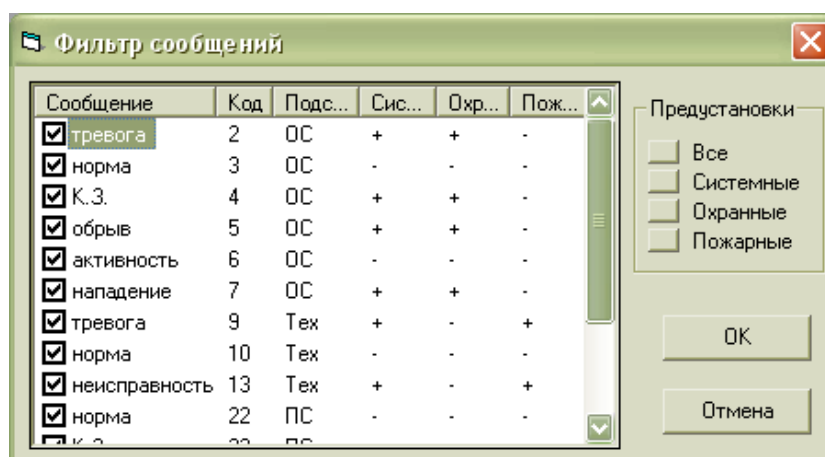 Фильтр сообщений
Сообщение Код Подс... Сис... Охр... Пож...
тревога 2 ОС + + -
норма 3 ОС - - -
К.З. 4 ОС + + -
обрыв 5 ОС + + -
активность 6 ОС - - -
нападение 7 ОС + + -
тревога 9 Тех + - +
норма 10 Тех - - -
неисправность 13 Тех + - +
норма 22 ПС - - -
Предустановки
Все
Системные
Охранные
Пожарные
OK
Отмена